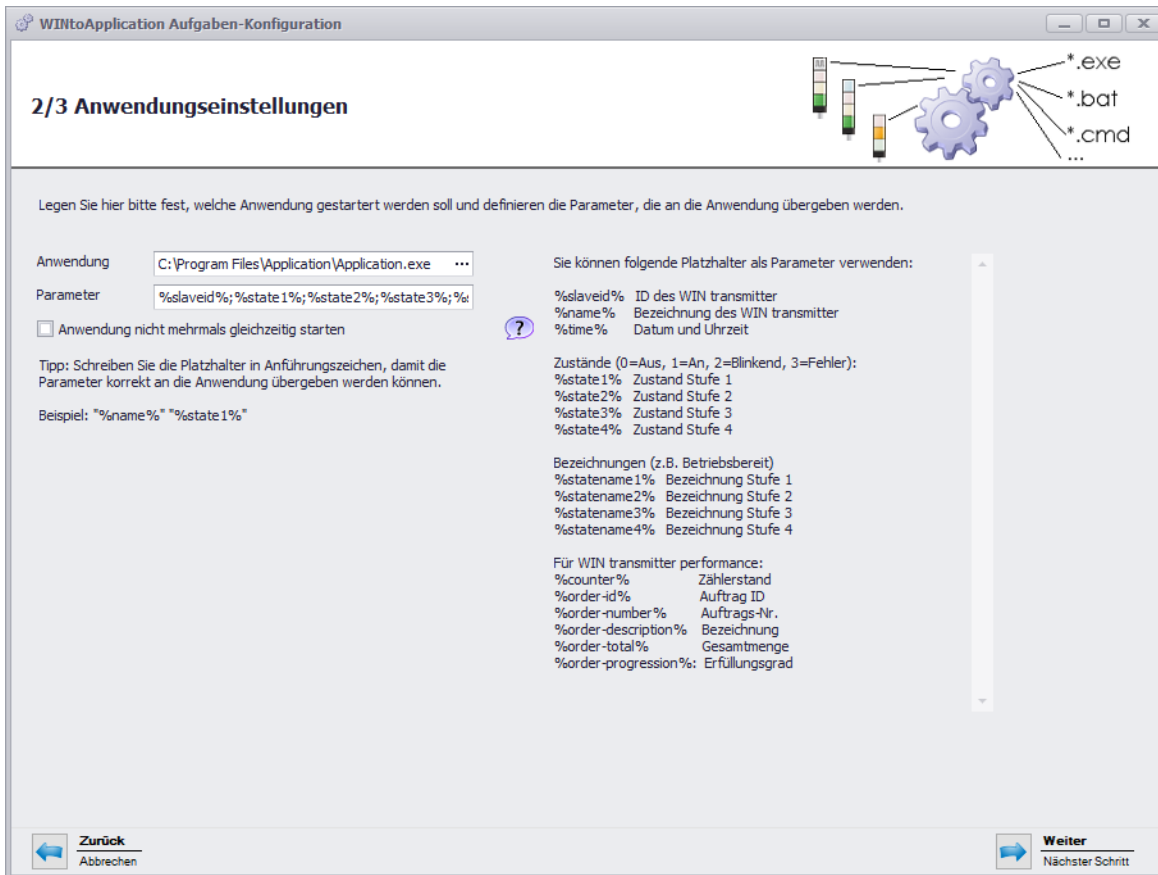 WINtoApplication Aufgaben-Konfiguration
2/3 Anwendungseinstellungen
*.exe
*.bat
*.cmd
...
Legen Sie hier bitte fest, welche Anwendung gestartert werden soll und definieren die Parameter, die an die Anwendung übergeben werden.
Anwendung C:\Program Files\Application\Application.exe ...
Parameter %slaveid%;%state1%;%state2%;%state3%;%s
Anwendung nicht mehrmals gleichzeitig starten
?
Tipp: Schreiben Sie die Platzhalter in Anführungszeichen, damit die
Parameter korrekt an die Anwendung übergeben werden können.
Beispiel: "%name%" "%state1%"
Sie können folgende Platzhalter als Parameter verwenden:
%slaveid% ID des WIN transmitter
%name% Bezeichnung des WIN transmitter
%time% Datum und Uhrzeit
Zustände (0=Aus, 1=An, 2=Blinkend, 3=Fehler):
%state1% Zustand Stufe 1
%state2% Zustand Stufe 2
%state3% Zustand Stufe 3
%state4% Zustand Stufe 4
Bezeichnungen (z.B. Betriebsbereit)
%statename1% Bezeichnung Stufe 1
%statename2% Bezeichnung Stufe 2
%statename3% Bezeichnung Stufe 3
%statename4% Bezeichnung Stufe 4
Für WIN transmitter performance:
%counter% Zählerstand
%order-id% Auftrag ID
%order-number% Auftrags-Nr.
%order-description% Bezeichnung
%order-total% Gesamtmenge
%order-progression%: Erfüllungsgrad
Zurück
Abbrechen
Weiter
Nächster Schritt